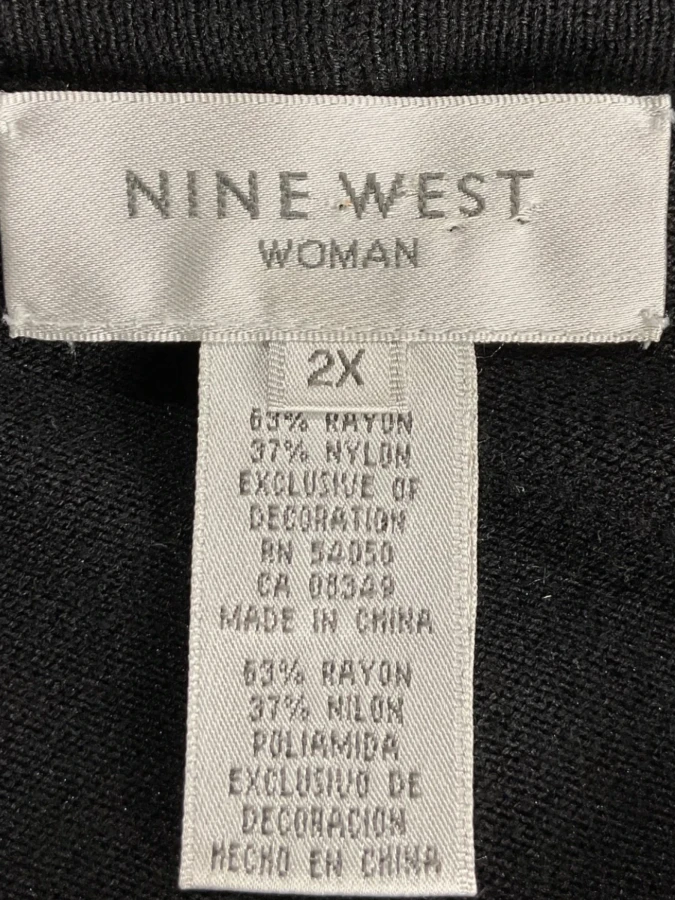 NINE WEST
WOMAN
2X
63% RAYON
37% NYLON
EXCLUSIVE OF
DECORATION
RN 54050
CA 08349
MADE IN CHINA
63% RAYON
37% NILON
POLIAMIDA
EXCLUSIVO DE
DECORACION
HECHO EN CHINA